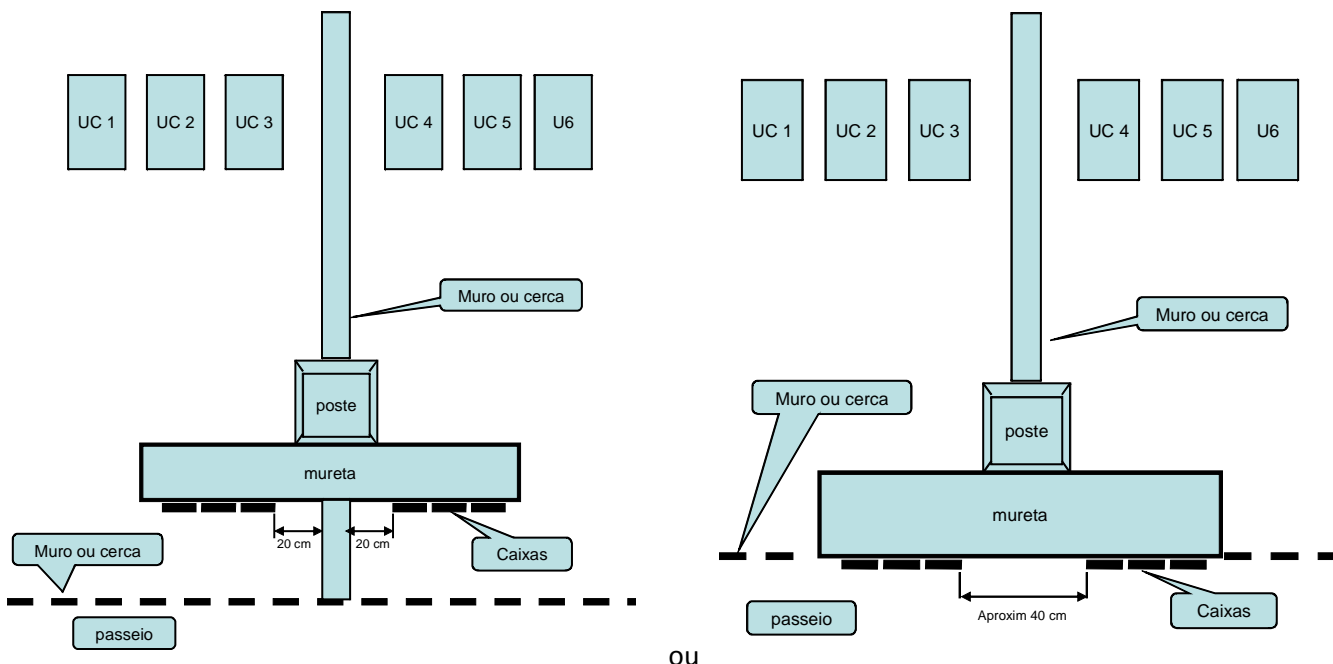 UC 1
UC 2
UC 3
UC 4
UC 5
U6
Muro ou cerca
poste
mureta
20 cm
20 cm
Caixas
Muro ou cerca
passeio
ou
UC 1
UC 2
UC 3
UC 4
UC 5
U6
Muro ou cerca
Muro ou cerca
poste
mureta
Aproxim 40 cm
Caixas
passeio